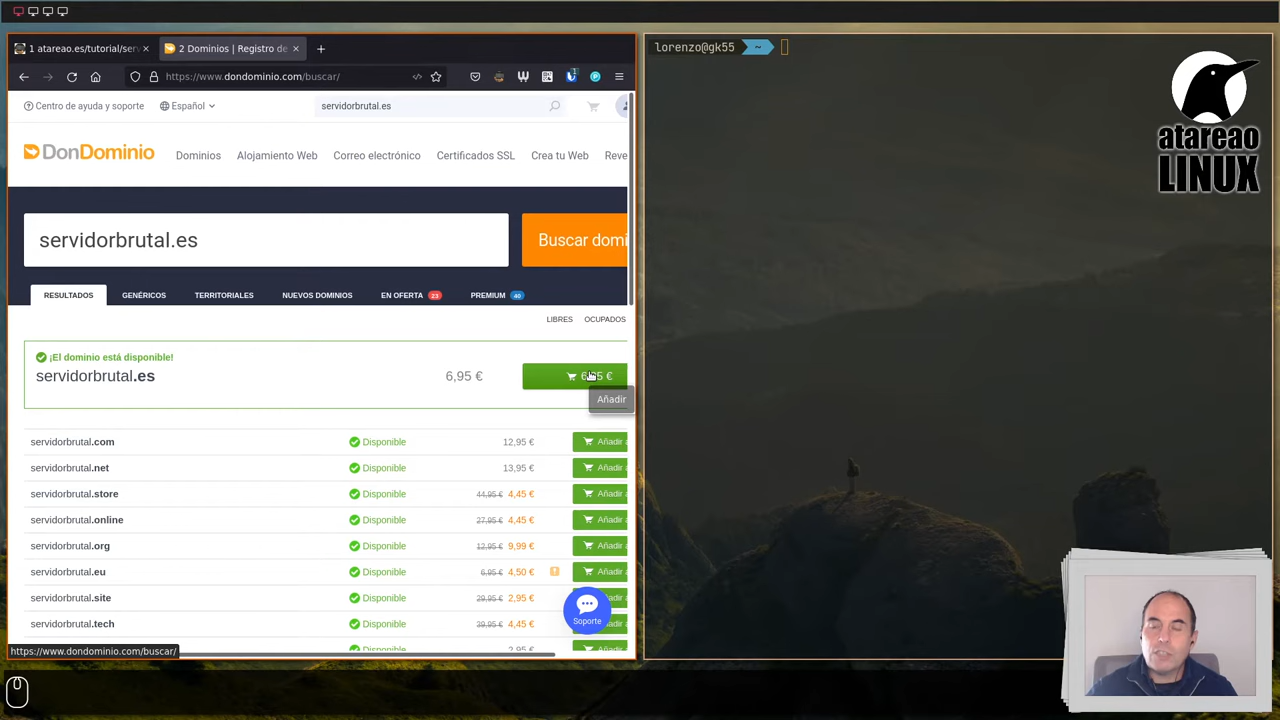 1 atareao.es/tutorial/ser
2 Dominios | Registro de
https://www.dondominio.com/buscar/
Centro de ayuda y soporte
Español
servidorbrutal.es
DonDominio
Dominios
Alojamiento Web
Correo electrónico
Certificados SSL
Crea tu Web
Reve
servidorbrutal.es
Buscar domi
RESULTADOS
GENÉRICOS
TERRITORIALES
NUEVOS DOMINIOS
EN OFERTA 23
PREMIUM 40
LIBRES
OCUPADOS
¡El dominio está disponible!
servidorbrutal.es
6,95 €
6,95 €
Añadir
servidorbrutal.com Disponible 12,95 € Añadir a
servidorbrutal.net Disponible 13,95 € Añadir a
servidorbrutal.store Disponible 44,95 € 4,45 € Añadir a
servidorbrutal.online Disponible 27,95 € 4,45 € Añadir a
servidorbrutal.org Disponible 12,95 € 9,99 € Añadir a
servidorbrutal.eu Disponible 6,95 € 4,50 € Añadir a
servidorbrutal.site Disponible 29,95 € 2,95 € Añadir a
servidorbrutal.tech Disponible 39,95 € 4,45 € Añadir a
Soporte
https://www.dondominio.com/buscar/
lorenzo@gk55 ~
atareao
LINUX